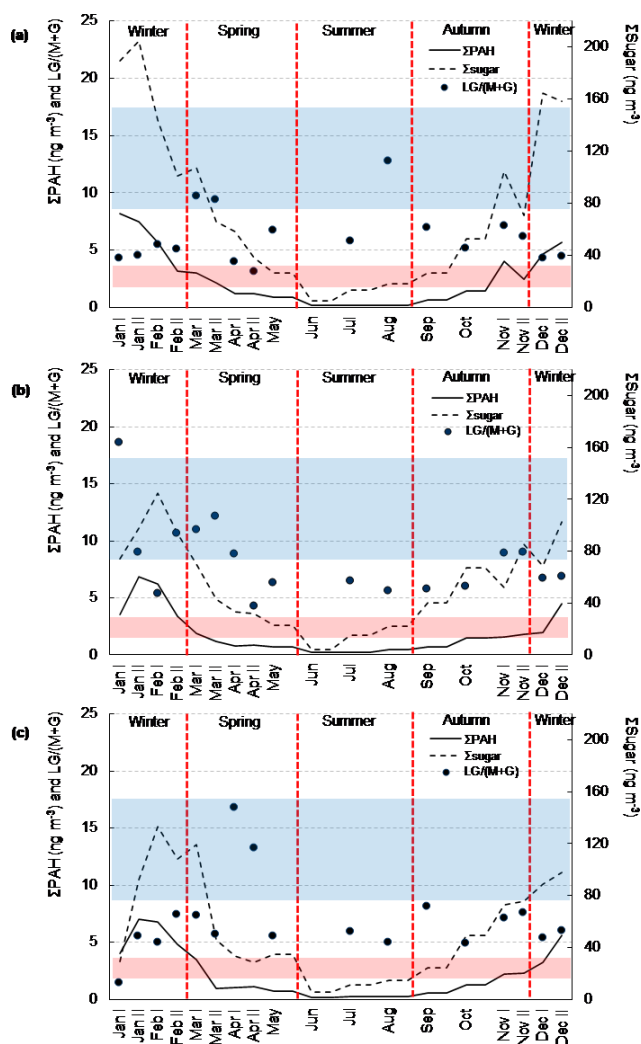 (a)
Winter Spring Summer Autumn Winter
ΣPAH
Σsugar
LG/(M+G)
ΣPAH (ng m⁻³) and LG/(M+G)
25
20
15
10
5
0
ΣSugar (ng m⁻³)
200
160
120
80
40
0
Jan I Jan II Feb I Feb II Mar I Mar II Apr I Apr II May Jun Jul Aug Sep Oct Nov I Nov II Dec I Dec II
(b)
Winter Spring Summer Autumn Winter
ΣPAH
Σsugar
LG/(M+G)
ΣPAH (ng m⁻³) and LG/(M+G)
25
20
15
10
5
0
ΣSugar (ng m⁻³)
200
160
120
80
40
0
Jan I Jan II Feb I Feb II Mar I Mar II Apr I Apr II May Jun Jul Aug Sep Oct Nov I Nov II Dec I Dec II
(c)
Winter Spring Summer Autumn Winter
ΣPAH
Σsugar
LG/(M+G)
ΣPAH (ng m⁻³) and LG/(M+G)
25
20
15
10
5
0
ΣSugar (ng m⁻³)
200
160
120
80
40
0
Jan I Jan II Feb I Feb II Mar I Mar II Apr I Apr II May Jun Jul Aug Sep Oct Nov I Nov II Dec I Dec II